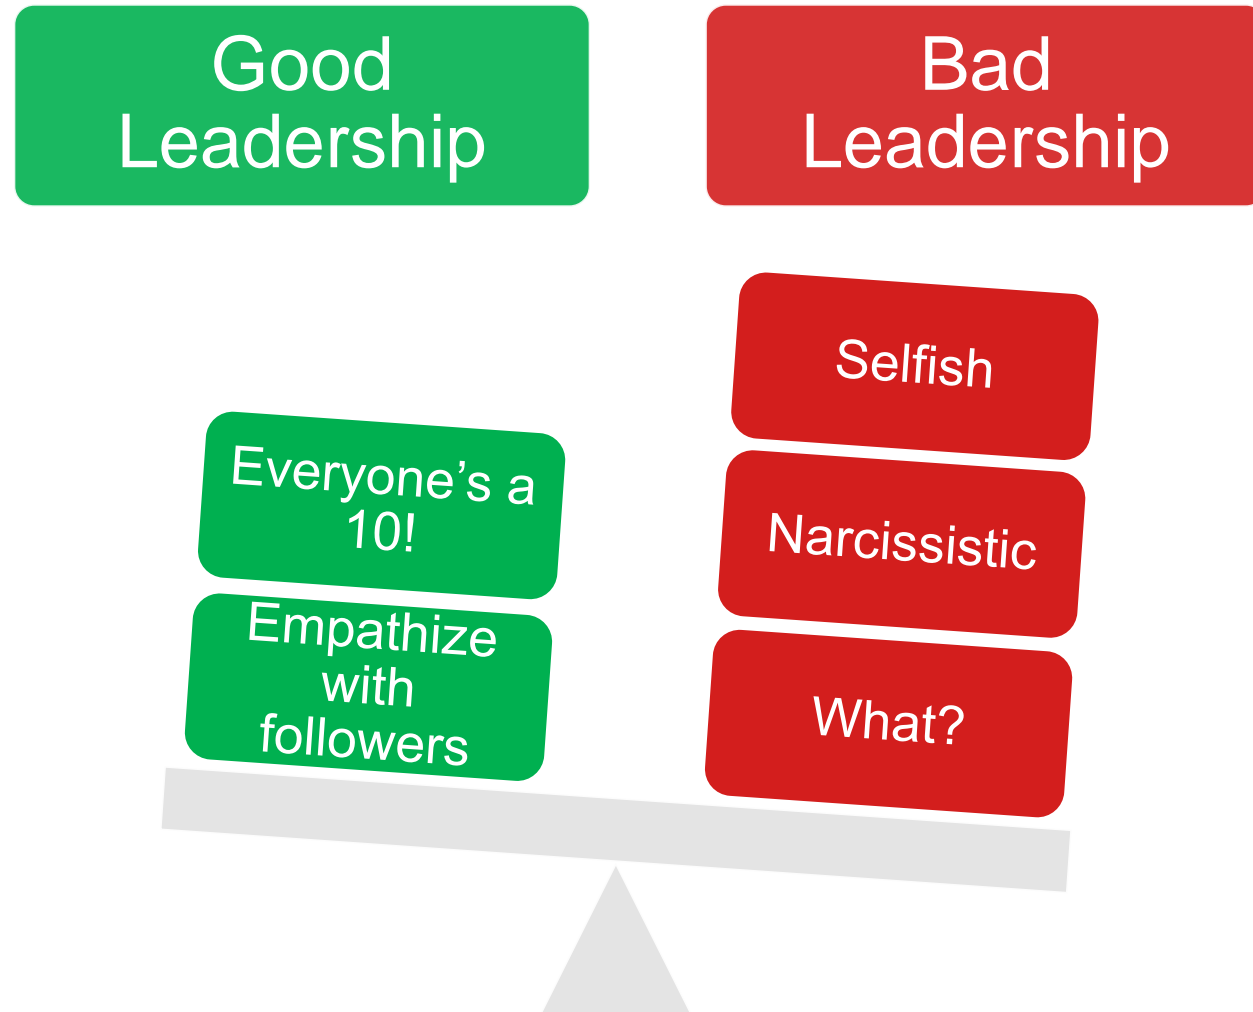 Good
Leadership
Bad
Leadership
Everyone’s a
10!
Empathize
with
followers
Selfish
Narcissistic
What?